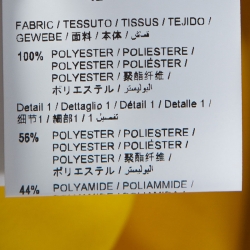 FABRIC / TESSUTO / TISSUS / TEJIDO /
GEWEBE / 面料 / 本体 / قماش /
100% POLYESTER / POLIESTERE /
POLYESTER / POLIÉSTER /
POLYESTER / 聚酯纤维 /
ポリエステル / البوليستر /
Detail 1 / Dettaglio 1 / Détail 1 / Detalle 1 /
细节1 / 細部1 / تفصيل 1 /
56% POLYESTER / POLIESTERE /
POLYESTER / POLIÉSTER /
POLYESTER / 聚酯纤维 /
ポリエステル / البوليستر /
44% POLYAMIDE / POLIAMMIDE /